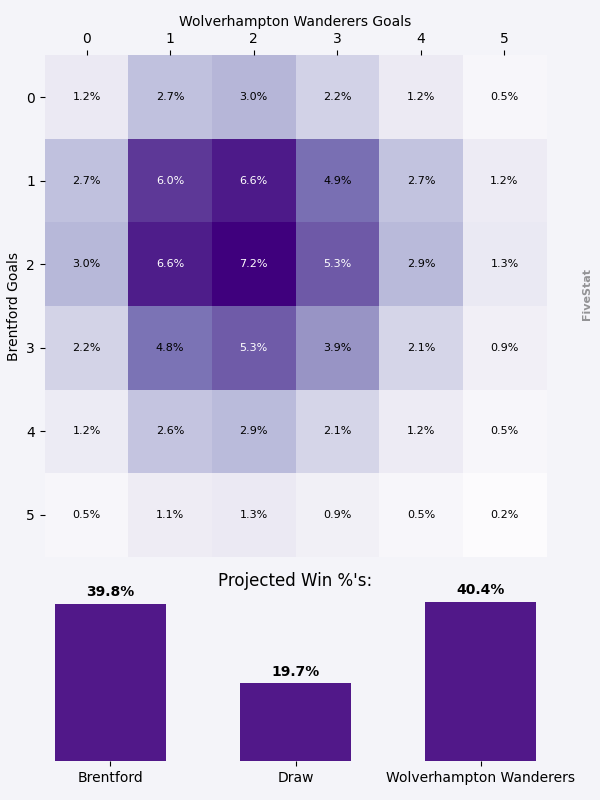 Wolverhampton Wanderers Goals
0 1 2 3 4 5
0 1.2% 2.7% 3.0% 2.2% 1.2% 0.5%
1 2.7% 6.0% 6.6% 4.9% 2.7% 1.2%
2 3.0% 6.6% 7.2% 5.3% 2.9% 1.3%
3 2.2% 4.8% 5.3% 3.9% 2.1% 0.9%
4 1.2% 2.6% 2.9% 2.1% 1.2% 0.5%
5 0.5% 1.1% 1.3% 0.9% 0.5% 0.2%
Brentford Goals
FiveStat
Projected Win %'s:
39.8% 19.7% 40.4%
Brentford Draw Wolverhampton Wanderers